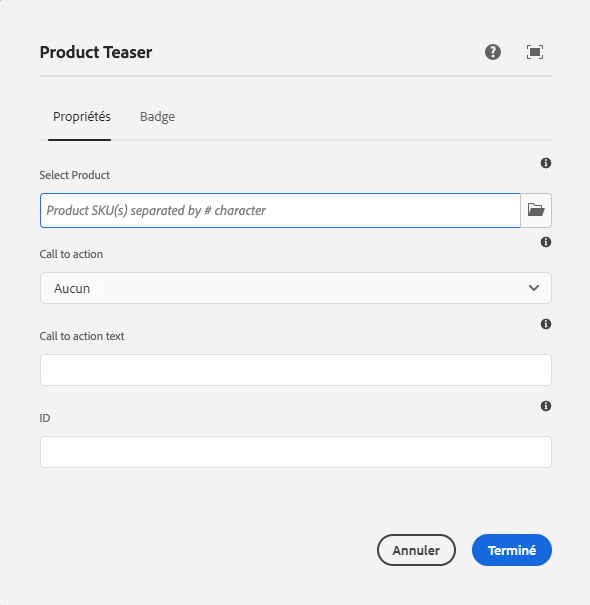 Product Teaser
Propriétés Badge
Select Product
Product SKU(s) separated by # character
Call to action
Aucun
Call to action text
ID
Annuler Terminé